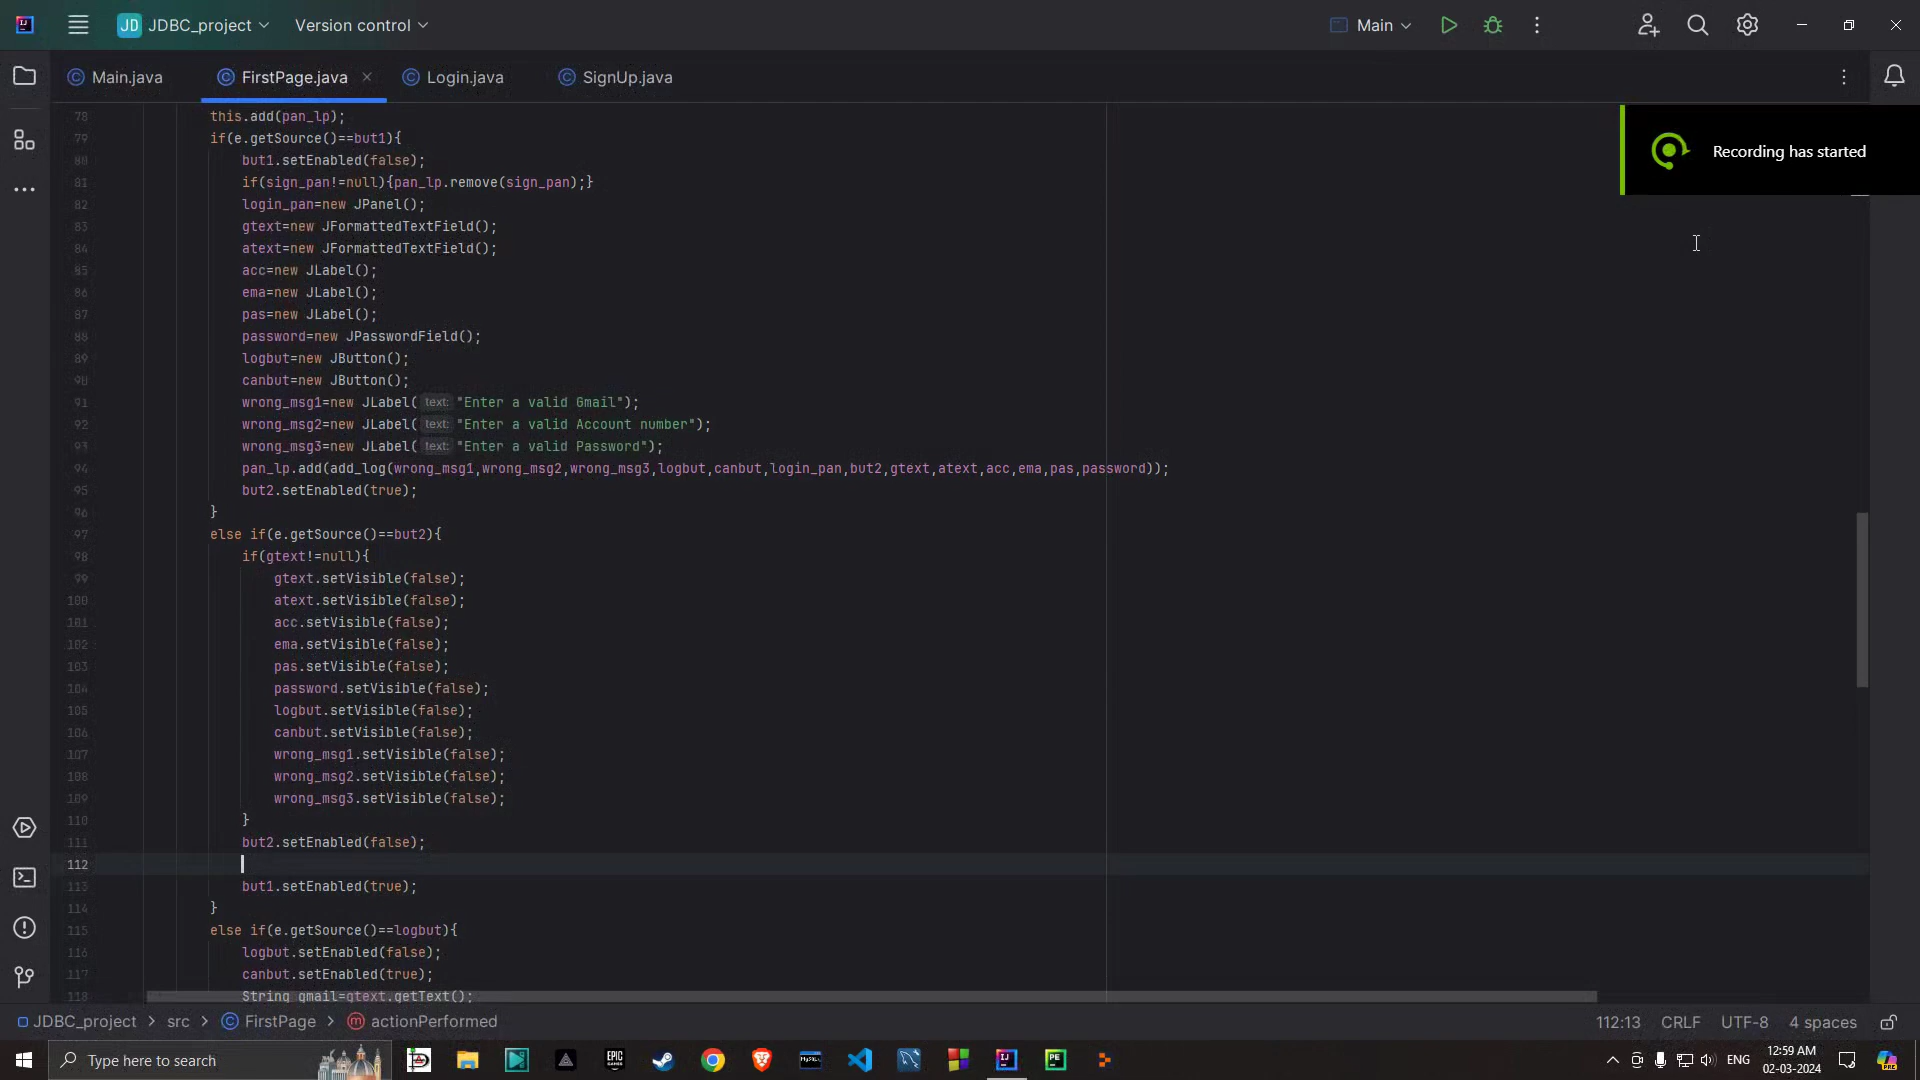 JD JDBC_project Version control Main
Main.java FirstPage.java Login.java SignUp.java
Recording has started
78 this.add(pan_lp);
79 if(e.getSource()==but1){
80 but1.setEnabled(false);
81 if(sign_pan!=null){pan_lp.remove(sign_pan);}
82 login_pan=new JPanel();
83 gtext=new JFormattedTextField();
84 atext=new JFormattedTextField();
85 acc=new JLabel();
86 ema=new JLabel();
87 pas=new JLabel();
88 password=new JPasswordField();
89 logbut=new JButton();
90 canbut=new JButton();
91 wrong_msg1=new JLabel( text: "Enter a valid Gmail");
92 wrong_msg2=new JLabel( text: "Enter a valid Account number");
93 wrong_msg3=new JLabel( text: "Enter a valid Password");
94 pan_lp.add(add_log(wrong_msg1,wrong_msg2,wrong_msg3,logbut,canbut,login_pan,but2,gtext,atext,acc,ema,pas,password));
95 but2.setEnabled(true);
96 }
97 else if(e.getSource()==but2){
98 if(gtext!=null){
99 gtext.setVisible(false);
100 atext.setVisible(false);
101 acc.setVisible(false);
102 ema.setVisible(false);
103 pas.setVisible(false);
104 password.setVisible(false);
105 logbut.setVisible(false);
106 canbut.setVisible(false);
107 wrong_msg1.setVisible(false);
108 wrong_msg2.setVisible(false);
109 wrong_msg3.setVisible(false);
110 }
111 but2.setEnabled(false);
112
113 but1.setEnabled(true);
114 }
115 else if(e.getSource()==logbut){
116 logbut.setEnabled(false);
117 canbut.setEnabled(true);
118 String gmail=gtext.getText();
JDBC_project > src > FirstPage > actionPerformed 112:13 CRLF UTF-8 4 spaces
Type here to search
ENG
12:59 AM
02-03-2024